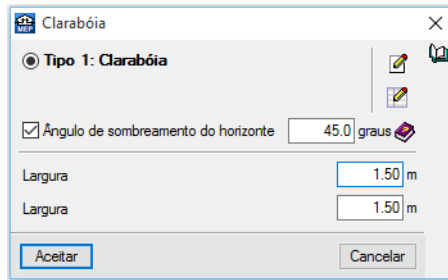 MEP Clarabóia
Tipo 1: Clarabóia
Ângulo de sombreamento do horizonte 45.0 graus
Largura 1.50 m
Largura 1.50 m
Aceitar Cancelar